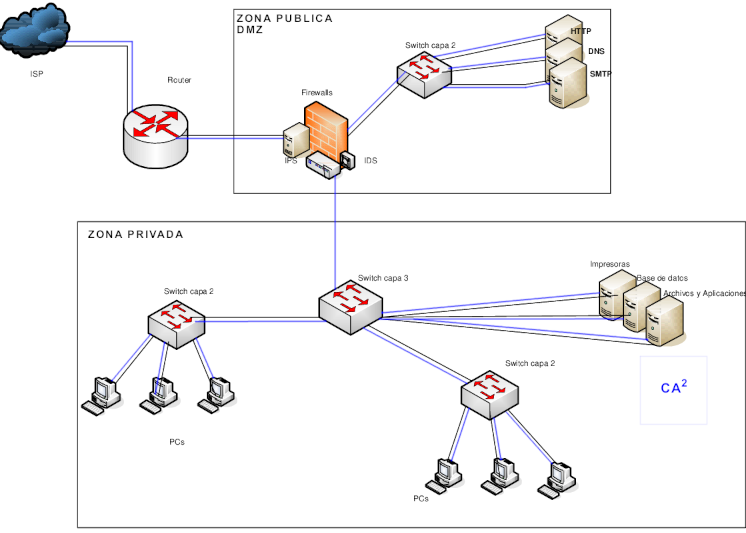 ZONA PUBLICA
DMZ
HTTP
DNS
SMTP
Switch capa 2
ISP
Router
Firewalls
IPS
IDS
ZONA PRIVADA
Switch capa 2
Switch capa 3
Impresoras
Base de datos
Archivos y Aplicaciones
Switch capa 2
CA²
PCs
PCs